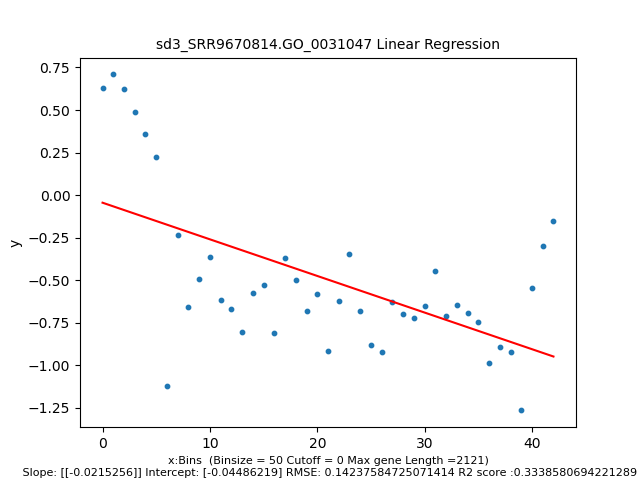 sd3_SRR9670814.GO_0031047 Linear Regression
0.75
0.50
0.25
0.00
−0.25
−0.50
−0.75
−1.00
−1.25
y
0 10 20 30 40
x:Bins (Binsize = 50 Cutoff = 0 Max gene Length =2121)
Slope: [[-0.0215256]] Intercept: [-0.04486219] RMSE: 0.14237584725071414 R2 score :0.3338580694221289